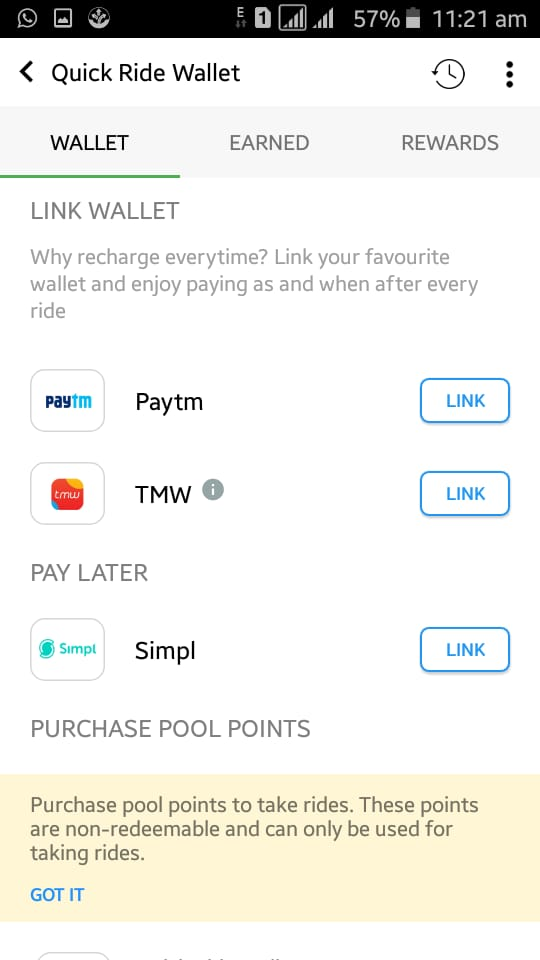 E 1 57% 11:21 am
Quick Ride Wallet
WALLET EARNED REWARDS
LINK WALLET
Why recharge everytime? Link your favourite
wallet and enjoy paying as and when after every
ride
Paytm Paytm LINK
tmw TMW i LINK
PAY LATER
Simpl Simpl LINK
PURCHASE POOL POINTS
Purchase pool points to take rides. These points
are non-redeemable and can only be used for
taking rides.
GOT IT